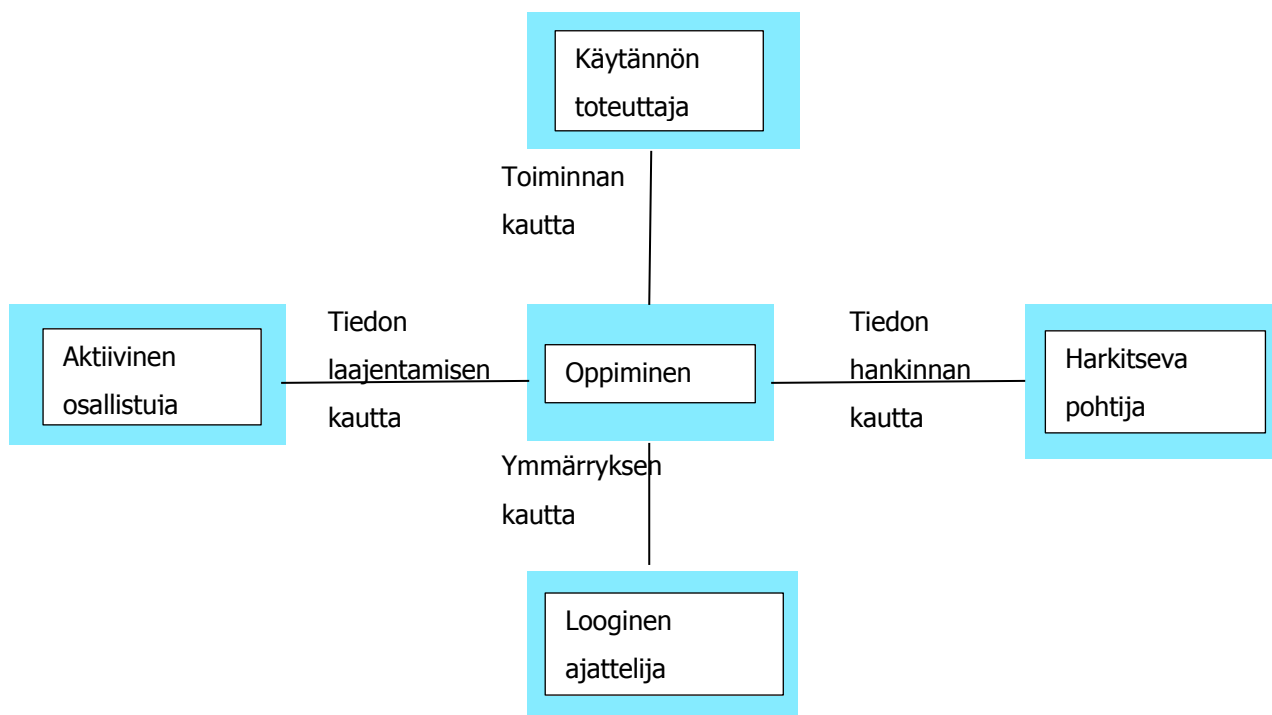 Käytännön
toteuttaja
Toiminnan
kautta
Aktiivinen
osallistuja
Tiedon
laajentamisen
kautta
Oppiminen
Tiedon
hankinnan
kautta
Harkitseva
pohtija
Ymmärryksen
kautta
Looginen
ajattelija